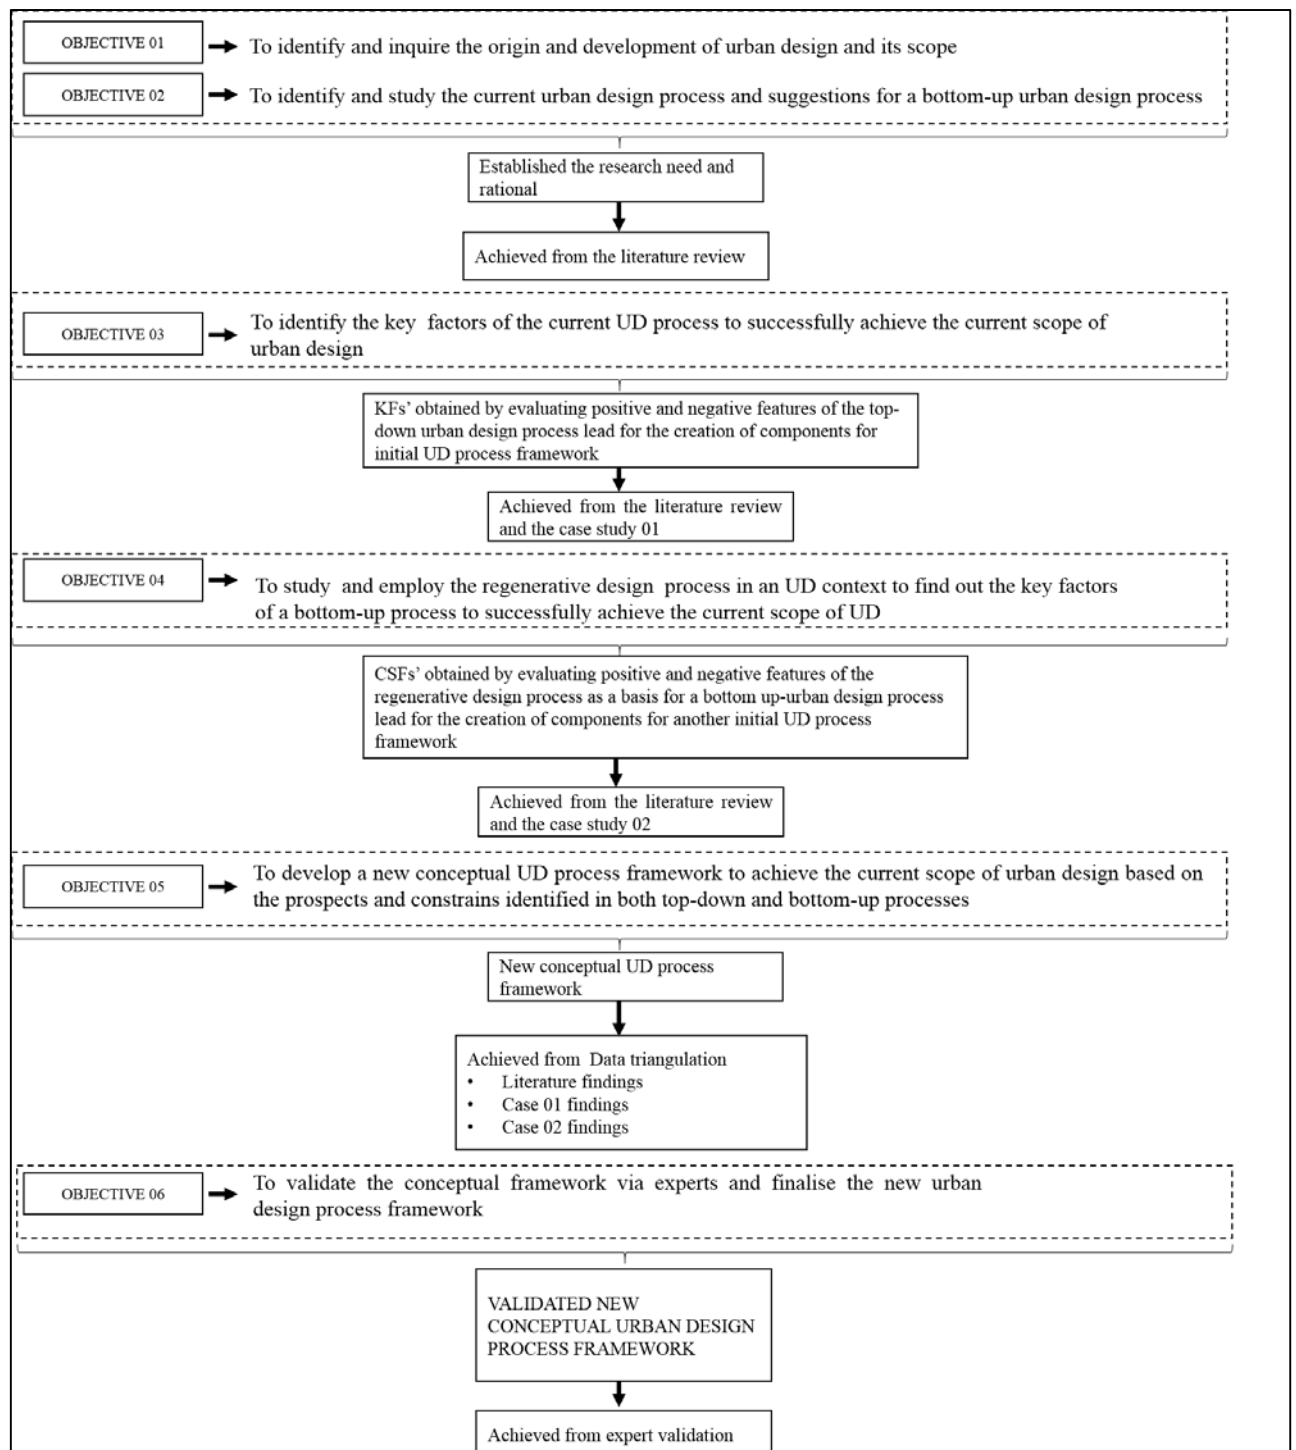 OBJECTIVE 01
To identify and inquire the origin and development of urban design and its scope
OBJECTIVE 02
To identify and study the current urban design process and suggestions for a bottom-up urban design process
Established the research need and
rational
Achieved from the literature review
OBJECTIVE 03
To identify the key factors of the current UD process to successfully achieve the current scope of
urban design
KFs' obtained by evaluating positive and negative features of the top-
down urban design process lead for the creation of components for
initial UD process framework
Achieved from the literature review
and the case study 01
OBJECTIVE 04
To study and employ the regenerative design process in an UD context to find out the key factors
of a bottom-up process to successfully achieve the current scope of UD
CSFs' obtained by evaluating positive and negative features of the
regenerative design process as a basis for a bottom up-urban design process
lead for the creation of components for another initial UD process
framework
Achieved from the literature review
and the case study 02
OBJECTIVE 05
To develop a new conceptual UD process framework to achieve the current scope of urban design based on
the prospects and constrains identified in both top-down and bottom-up processes
New conceptual UD process
framework
Achieved from Data triangulation
• Literature findings
• Case 01 findings
• Case 02 findings
OBJECTIVE 06
To validate the conceptual framework via experts and finalise the new urban
design process framework
VALIDATED NEW
CONCEPTUAL URBAN DESIGN
PROCESS FRAMEWORK
Achieved from expert validation